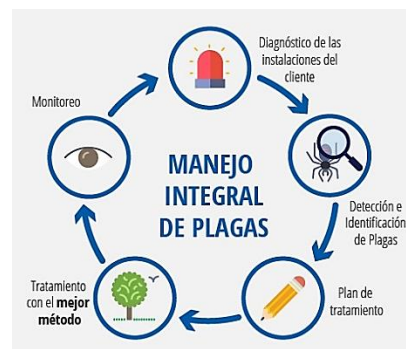 MANEJO
INTEGRAL
DE PLAGAS
Diagnóstico de las
instalaciones del
cliente
Detección e
Identificación
de Plagas
Plan de
tratamiento
Tratamiento
con el mejor
método
Monitoreo